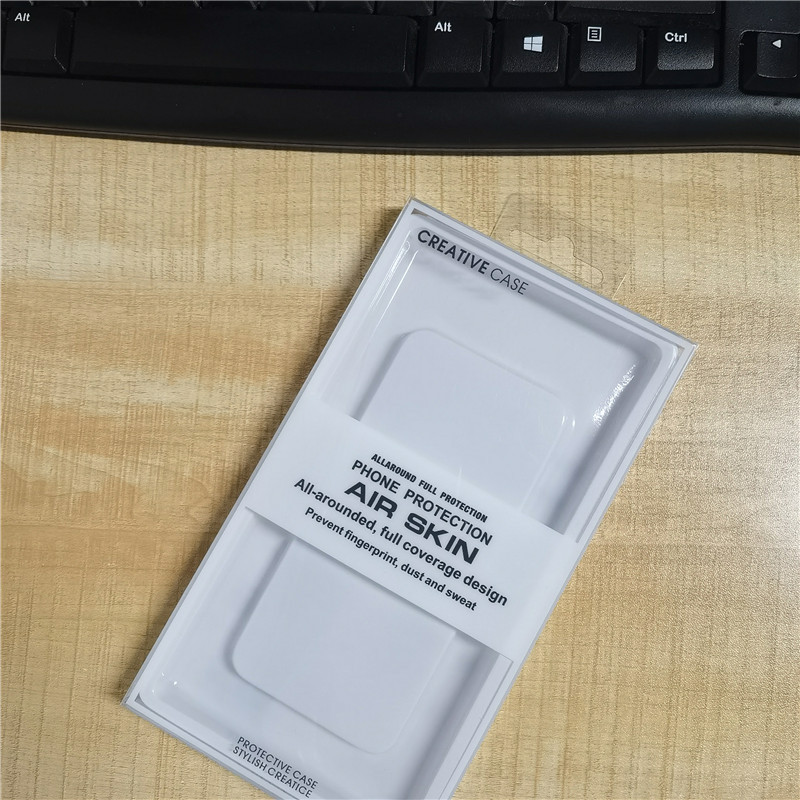 Alt
Alt
Ctrl
CREATIVE CASE
ALLAROUND FULL PROTECTION
PHONE PROTECTION
AIR SKIN
All-arounded, full coverage design
Prevent fingerprint, dust and sweat
PROTECTIVE CASE
STYLISH CREATICE